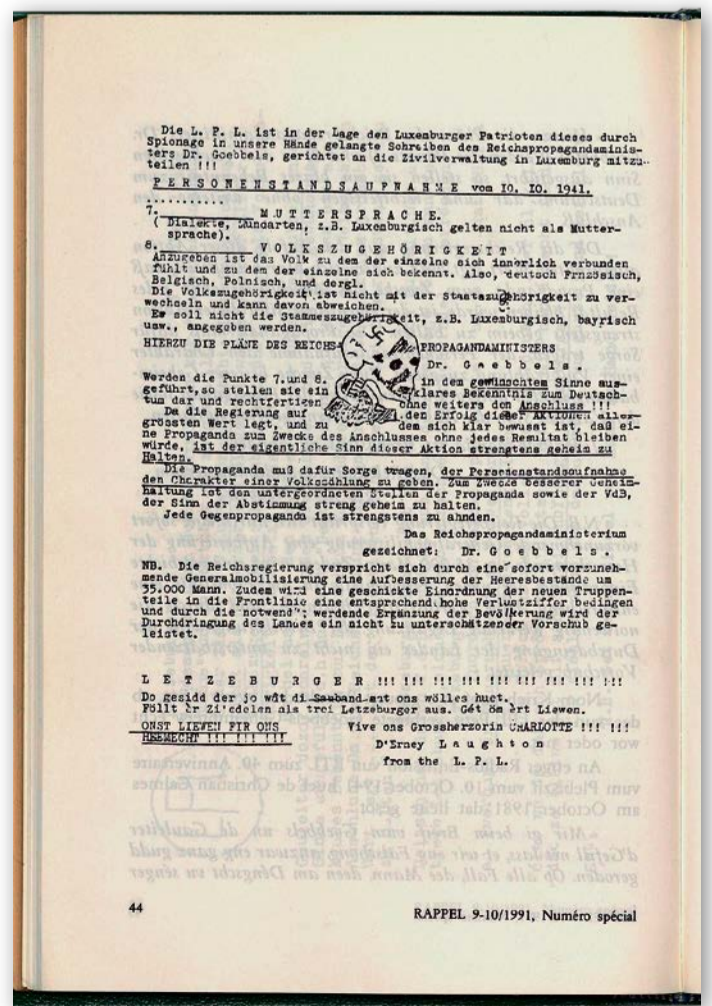 Die L. P. L. ist in der Lage den Luxemburger Patrioten dieses durch
Spionage in unsere Hände gelangte Schreiben des Reichspropagandaminis-
ters Dr. Goebbels, gerichtet an die Zivilverwaltung in Luxemburg mitzu-
teilen !!!
PERSONENSTANDSAUFNAHME vom IO. IO. 1941.
...........
7. MUTTERSPRACHE.
( Dialekte, Mundarten, z.B. Luxemburgisch gelten nicht als Mutter-
sprache).
8. VOLKSZUGEHÖRIGKEIT
Anzugeben ist das Volk zu dem der einzelne sich innerlich verbunden
fühlt und zu dem der einzelne sich bekennt. Also, deutsch Frnzösisch,
Belgisch, Polnisch, und dergl.
Die Volkszugehörigkeit ist nicht mit der Staatszugehörigkeit zu ver-
wechseln und kann davon abweichen.
Es soll nicht die Stammeszugehörigkeit, z.B. Luxemburgisch, bayrisch
usw., angegeben werden.
HIERZU DIE PLÄNE DES REICHS- PROPAGANDAMINISTERS
Dr. Goebbels.
Werden die Punkte 7.und 8. in dem gewünschtem Sinne aus-
geführt,so stellen sie ein klares Bekenntnis zum Deutsch-
tum dar und rechtfertigen ohne weiters den Anschluss !!!
Da die Regierung auf den Erfolg dieser Aktionen aller-
grössten Wert legt, und zu dem sich klar bewusst ist, daß ei-
ne Propaganda zum Zwecke des Anschlusses ohne jedes Resultat bleiben
würde, ist der eigentliche Sinn dieser Aktion strengtens geheim zu
Halten.
Die Propaganda muß dafür Sorge tragen, der Personenstandsaufnahme
den Charakter einer Volkszählung zu geben. Zum Zwecke besserer Geheim-
haltung ist den untergeordneten Stellen der Propaganda sowie der VdB,
der Sinn der Abstimmung streng geheim zu halten.
Jede Gegenpropaganda ist strengstens zu ahnden.
Das Reichspropagandaministerium
gezeichnet: Dr. Goebbels.
NB. Die Reichsregierung verspricht sich durch eine sofort vorzuneh-
mende Generalmobilisierung eine Aufbesserung der Heeresbestände um
35.000 Mann. Zudem wird eine geschickte Einordnung der neuen Truppen-
teile in die Frontlinie eine entsprechend hohe Verlustziffer bedingen
und durch die notwend werdende Ergänzung der Bevölkerung wird der
Durchdringung des Landes ein nicht zu unterschätzender Vorschub ge-
leistet.
LETZEBURGER !!! !!! !!! !!! !!! !!! !!! !!! !!!
Do gesidd der jo wât di Sauband mat ons wölles huet.
Föllt èr Zi'edelen als trei Letzeburger aus. Gét öm ärt Liewen.
ONST LIEWEN FIR ONS
HEEMECHT !!! !!! !!! !!!
Vive ons Grossherzorin CHARLOTTE !!! !!!
D'Erney Laughton
from the L. P. L.
44
RAPPEL 9-10/1991, Numéro spécial